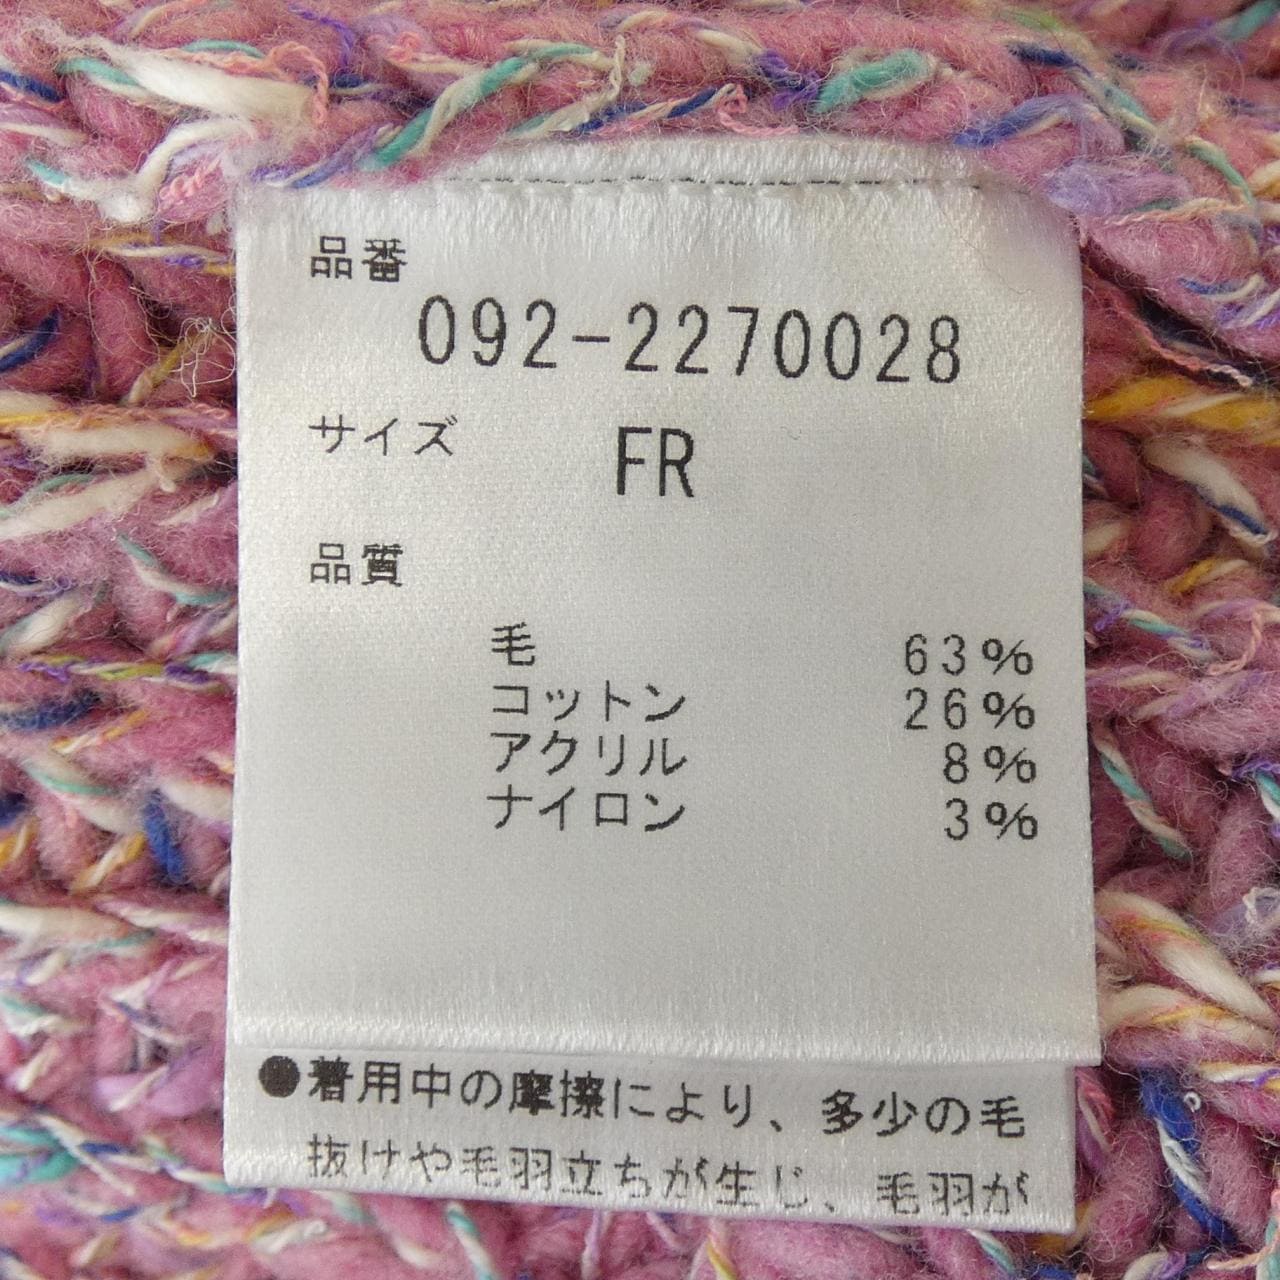 品番
092-2270028
サイズ FR
品質
毛 63%
コットン 26%
アクリル 8%
ナイロン 3%
●着用中の摩擦により、多少の毛
抜けや毛羽立ちが生じ、毛羽が